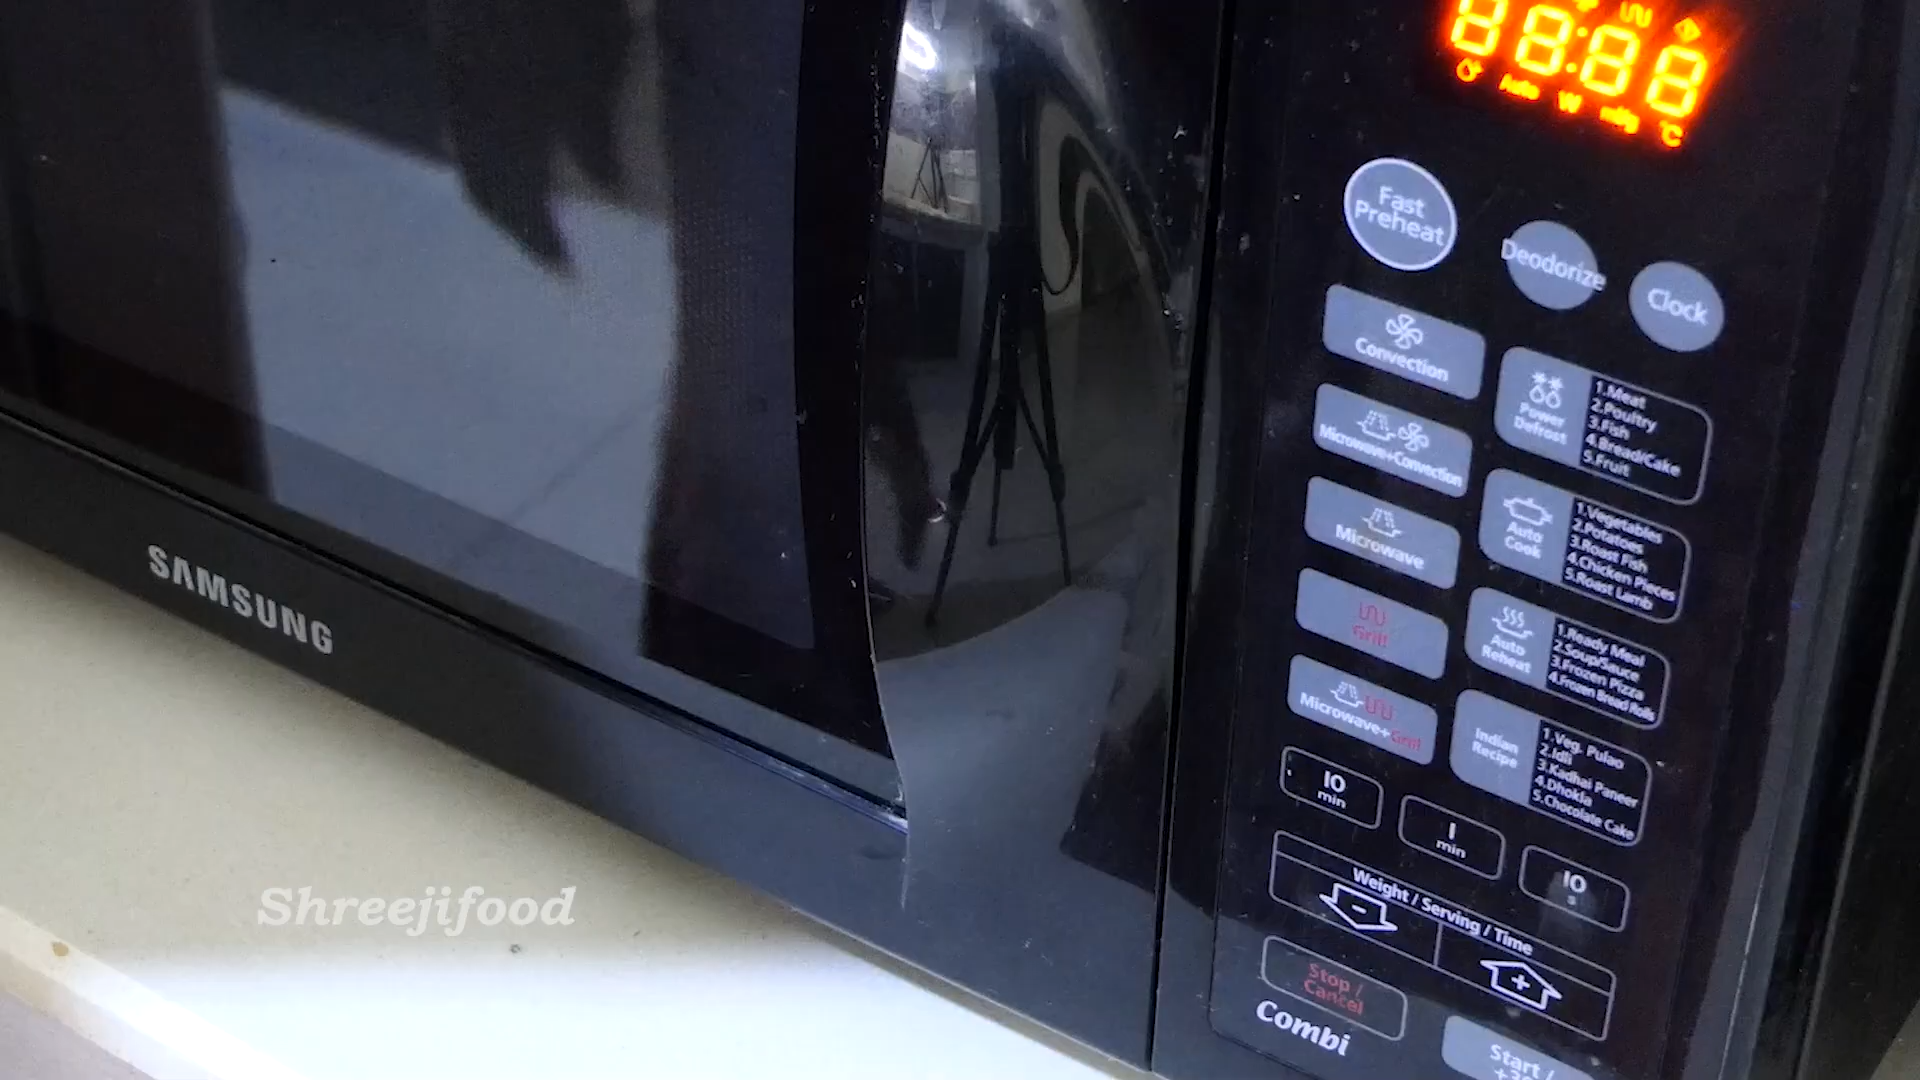 88:88
Auto W min/g °C
Fast
Preheat
Deodorize
Clock
Convection
Power
Defrost
1.Meat
2.Poultry
3.Fish
4.Bread/Cake
5.Fruit
Microwave+Convection
Microwave
Auto
Cook
1.Vegetables
2.Potatoes
3.Roast Fish
4.Chicken Pieces
5.Roast Lamb
Grill
Auto
Reheat
1.Ready Meal
2.Soup/Sauce
3.Frozen Pizza
4.Frozen Bread Rolls
Microwave+Grill
Indian
Recipe
1.Veg. Pulao
2.Idli
3.Kadhai Paneer
4.Dhokla
5.Chocolate Cake
10
min
1
min
10
s
Weight / Serving / Time
-
+
Stop /
Cancel
Combi
Start /
SAMSUNG
Shreejifood